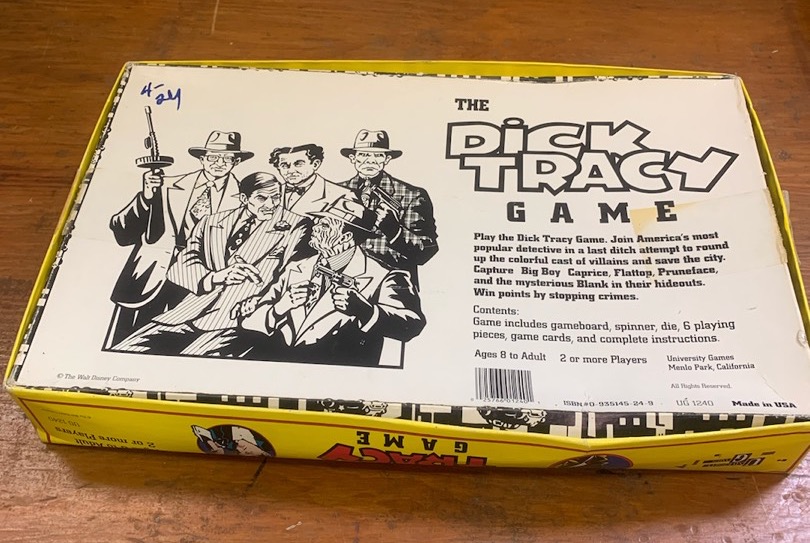 4-24
THE
DiCK
TRACY
GAME
Play the Dick Tracy Game. Join America's most
popular detective in a last ditch attempt to round
up the colorful cast of villains and save the city.
Capture Big Boy Caprice, Flattop, Pruneface,
and the mysterious Blank in their hideouts.
Win points by stopping crimes.
Contents:
Game includes gameboard, spinner, die, 6 playing
pieces, game cards, and complete instructions.
Ages 8 to Adult 2 or more Players
University Games
Menlo Park, California
All Rights Reserved.
ISBN#0-935145-24-9 UG 1240 Made in USA
© The Walt Disney Company
TRACY
GAME
to Adult
2 or more Players
UG 1240